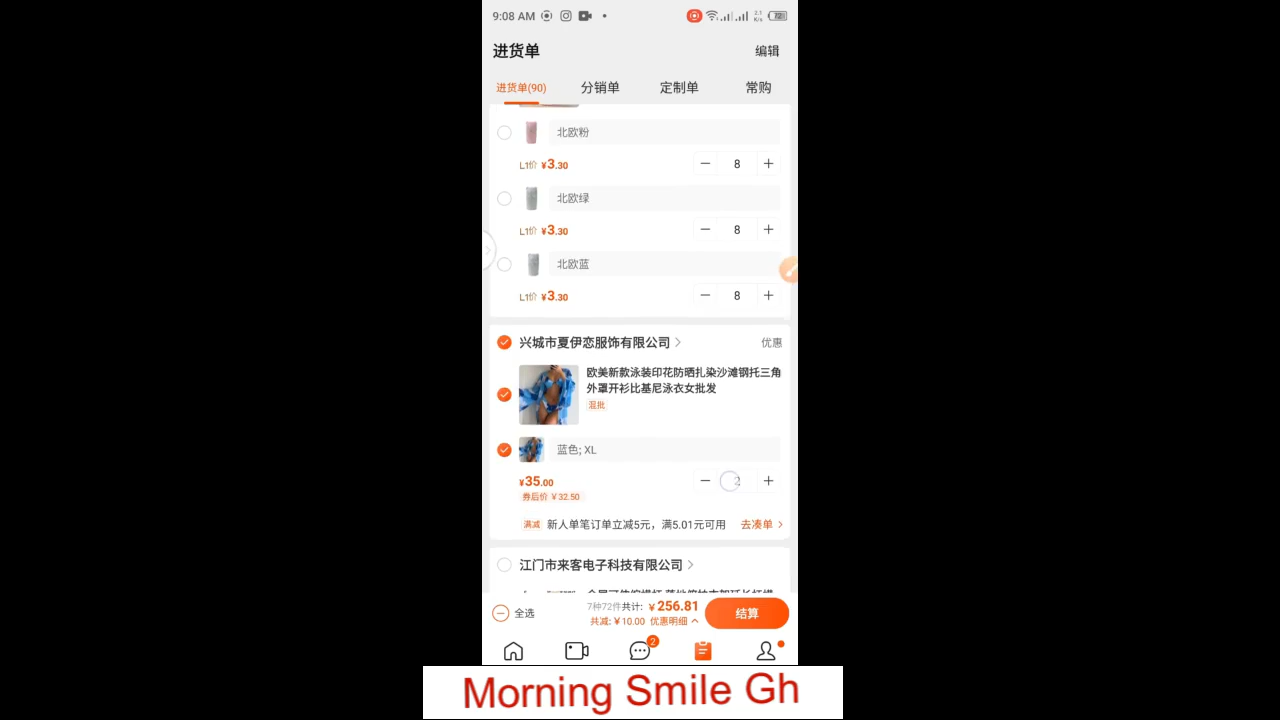 9:08 AM
2.1 K/s
72
进货单
编辑
进货单(90)
分销单
定制单
常购
北欧粉
L1价 ¥3.30
8
北欧绿
L1价 ¥3.30
8
北欧蓝
L1价 ¥3.30
8
兴城市夏伊恋服饰有限公司
优惠
欧美新款泳装印花防晒扎染沙滩钢托三角
外罩开衫比基尼泳衣女批发
混批
蓝色; XL
¥35.00
2
券后价 ¥32.50
满减 新人单笔订单立减5元，满5.01元可用 去凑单
江门市来客电子科技有限公司
全选
7种72件共计: ¥256.81
共减: ¥10.00 优惠明细
结算
2
Morning Smile Gh